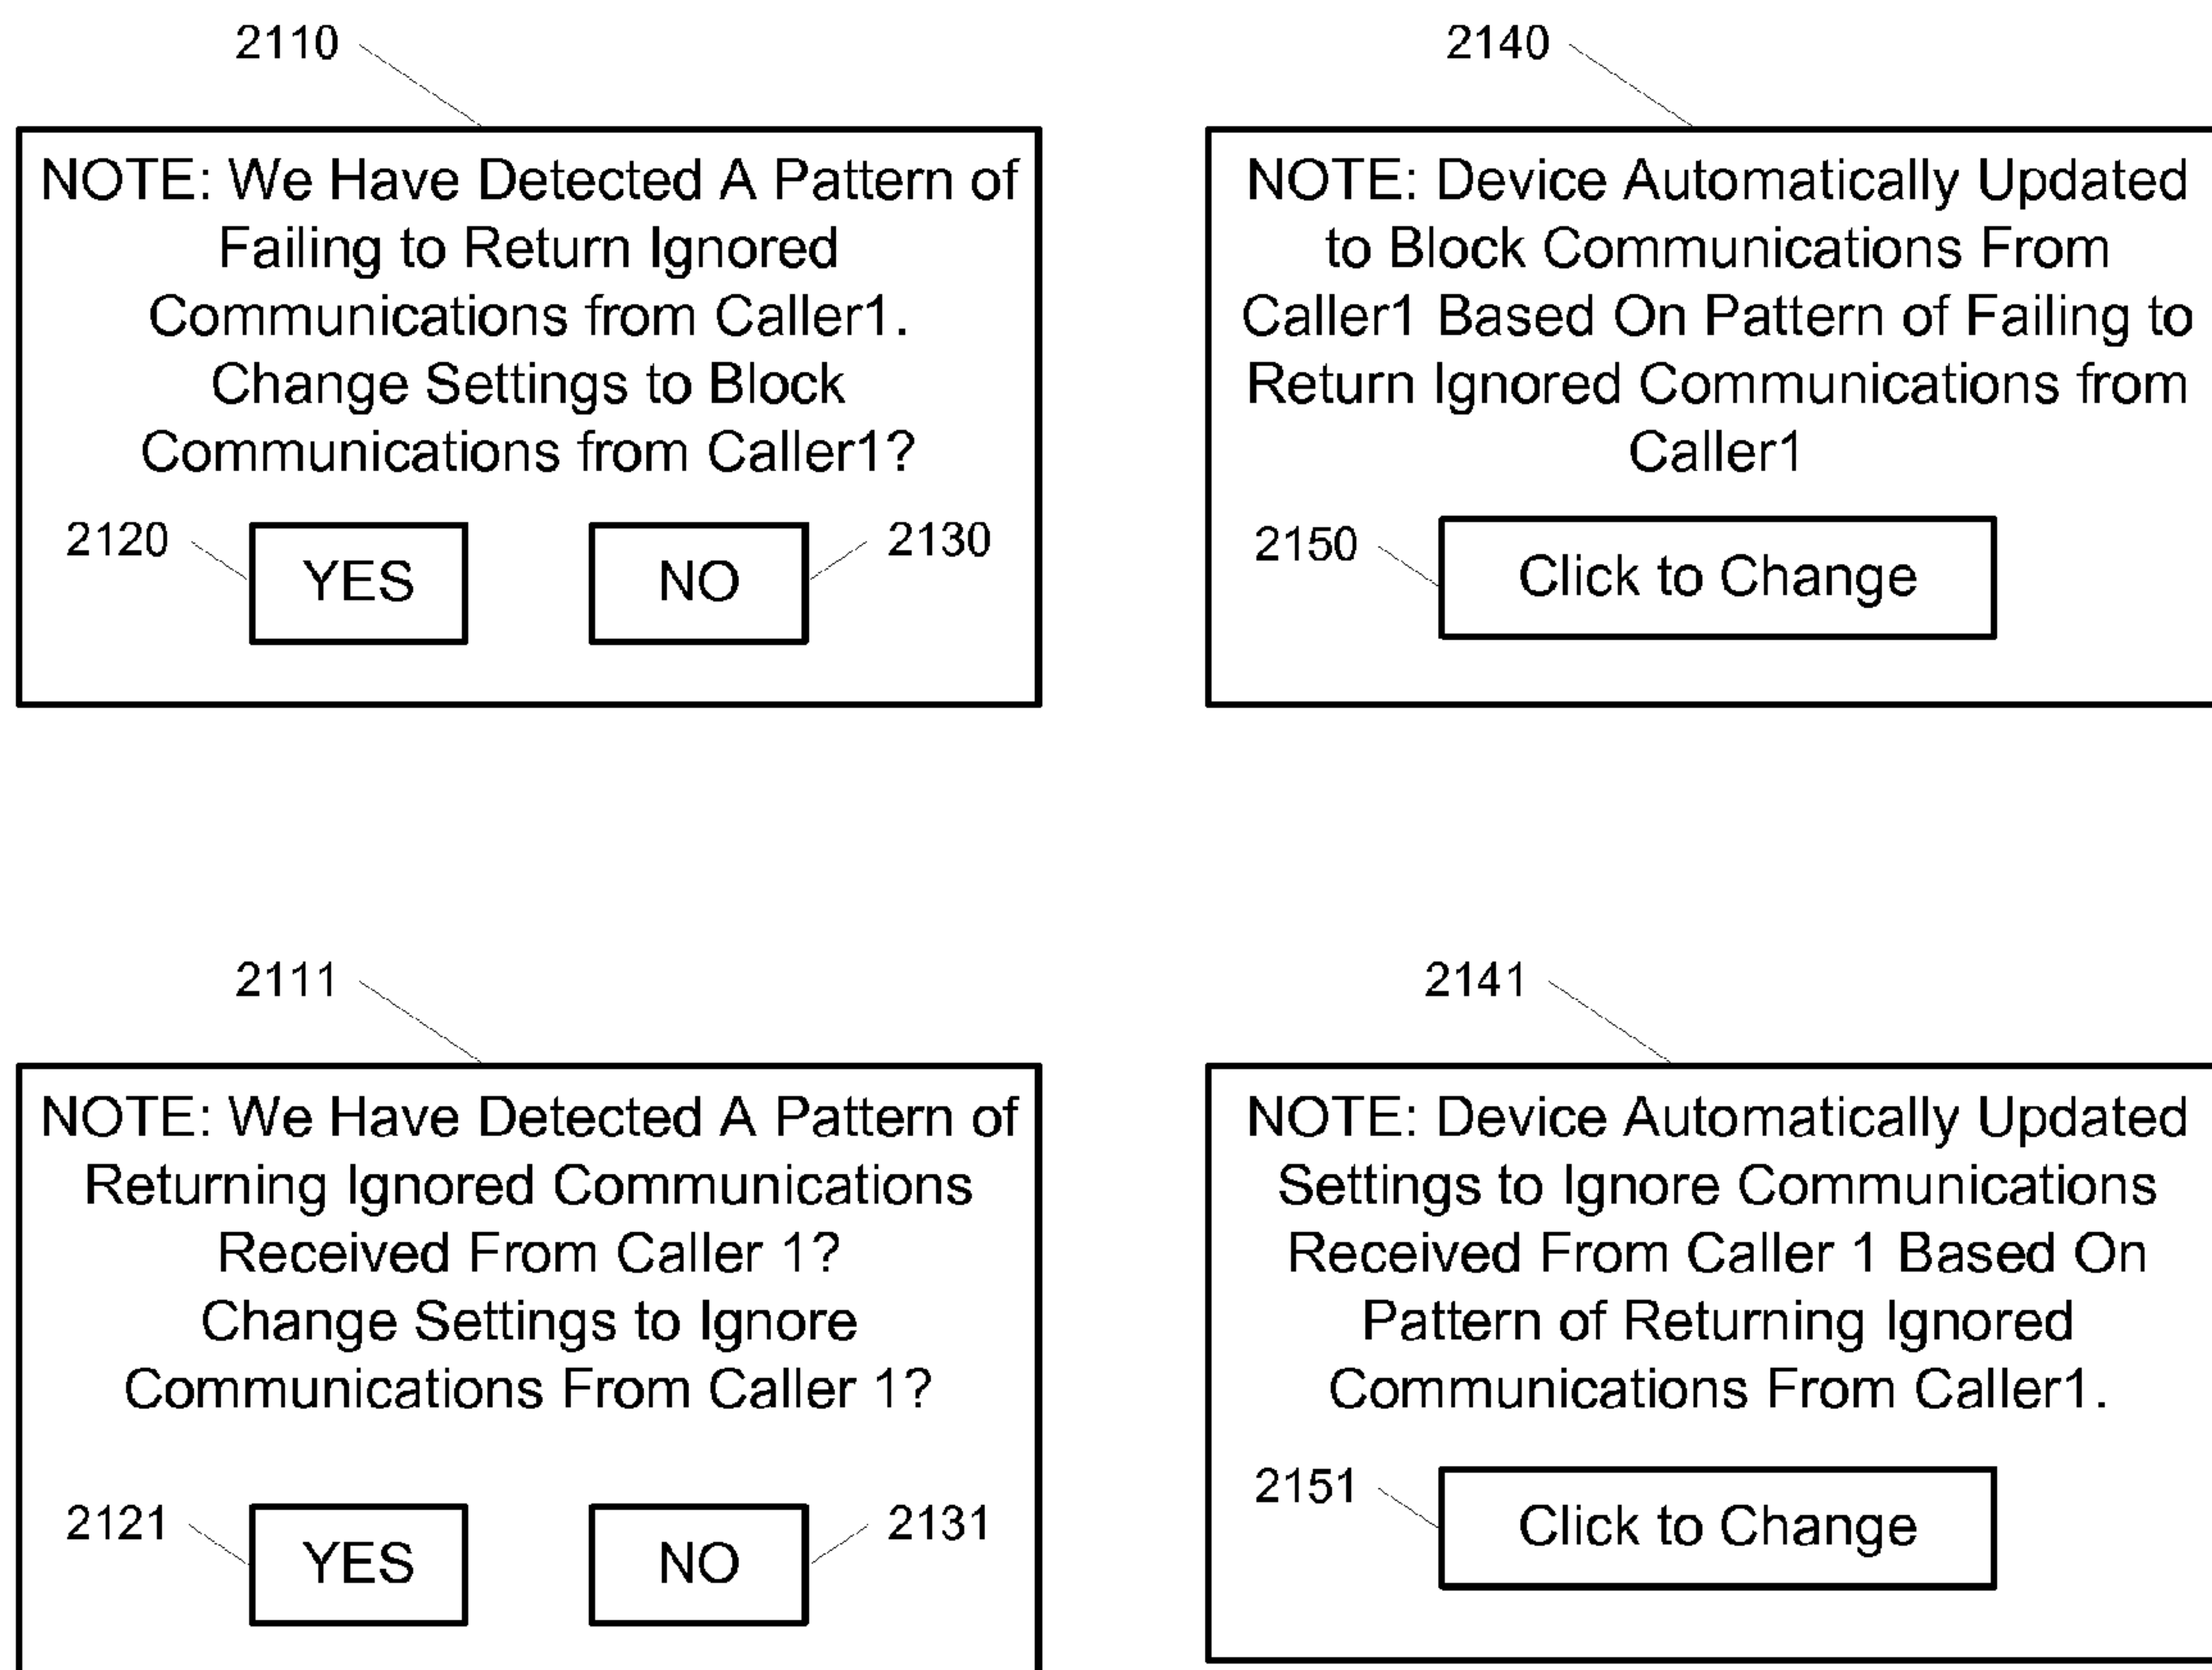 2110
NOTE: We Have Detected A Pattern of
Failing to Return Ignored
Communications from Caller1.
Change Settings to Block
Communications from Caller1?
2120
YES
NO
2130
2140
NOTE: Device Automatically Updated
to Block Communications From
Caller1 Based On Pattern of Failing to
Return Ignored Communications from
Caller1
2150
Click to Change
2111
NOTE: We Have Detected A Pattern of
Returning Ignored Communications
Received From Caller 1?
Change Settings to Ignore
Communications From Caller 1?
2121
YES
NO
2131
2141
NOTE: Device Automatically Updated
Settings to Ignore Communications
Received From Caller 1 Based On
Pattern of Returning Ignored
Communications From Caller1.
2151
Click to Change